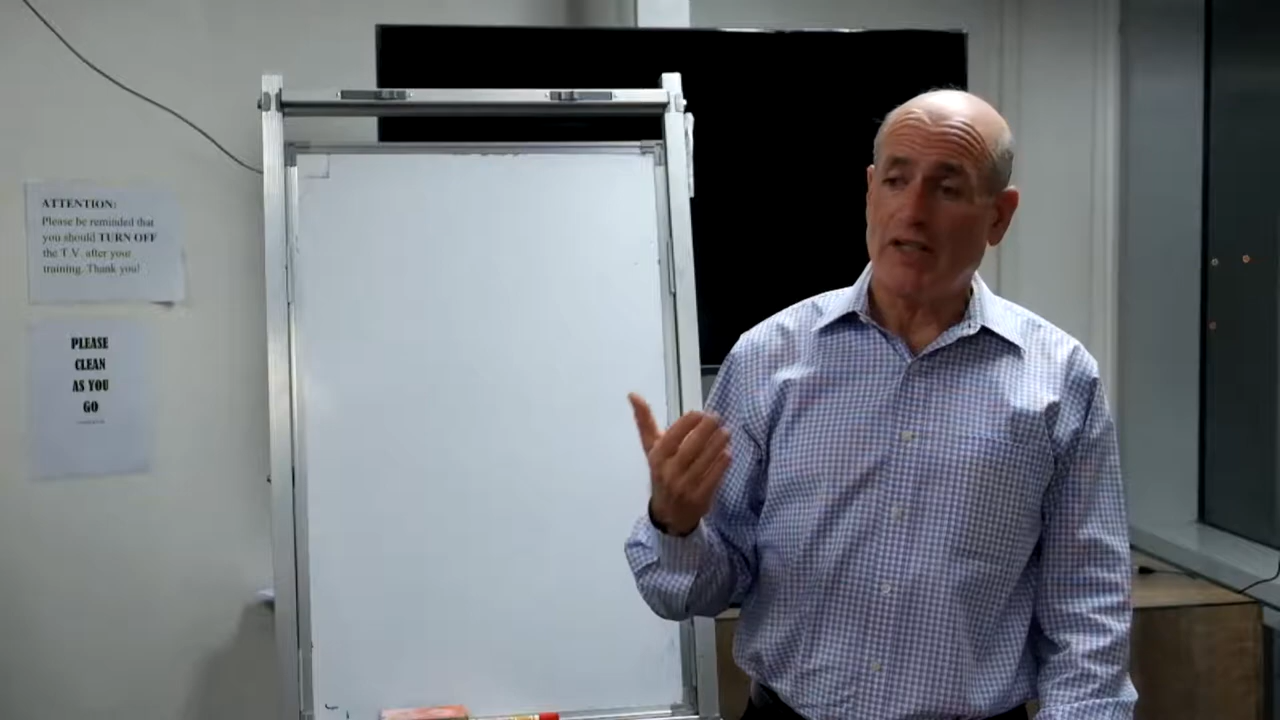 ATTENTION:
Please be reminded that
you should TURN OFF
the T.V. after your
training. Thank you!
PLEASE
CLEAN
AS YOU
GO